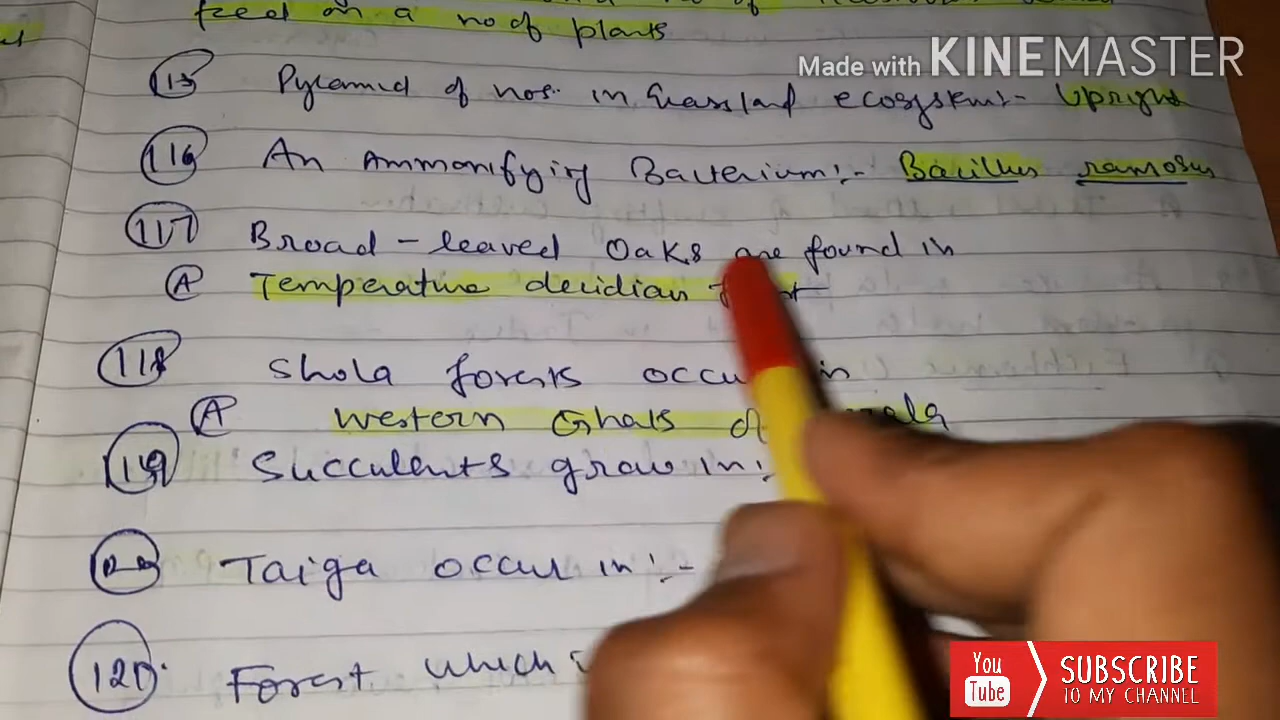 feed on a no of plants
Made with KINEMASTER
115 Pyramid of nos. in Grassland ecosystem:- Upright
116 An Ammonifying Bacterium:- Bacillus ramosus
117 Broad-leaved Oaks are found in
A Temperature decidian
118 Shola forests occur in
A Western Ghats of
119 Succulents grow in:
Taiga occur in:-
121 Forest which
You Tube SUBSCRIBE
TO MY CHANNEL